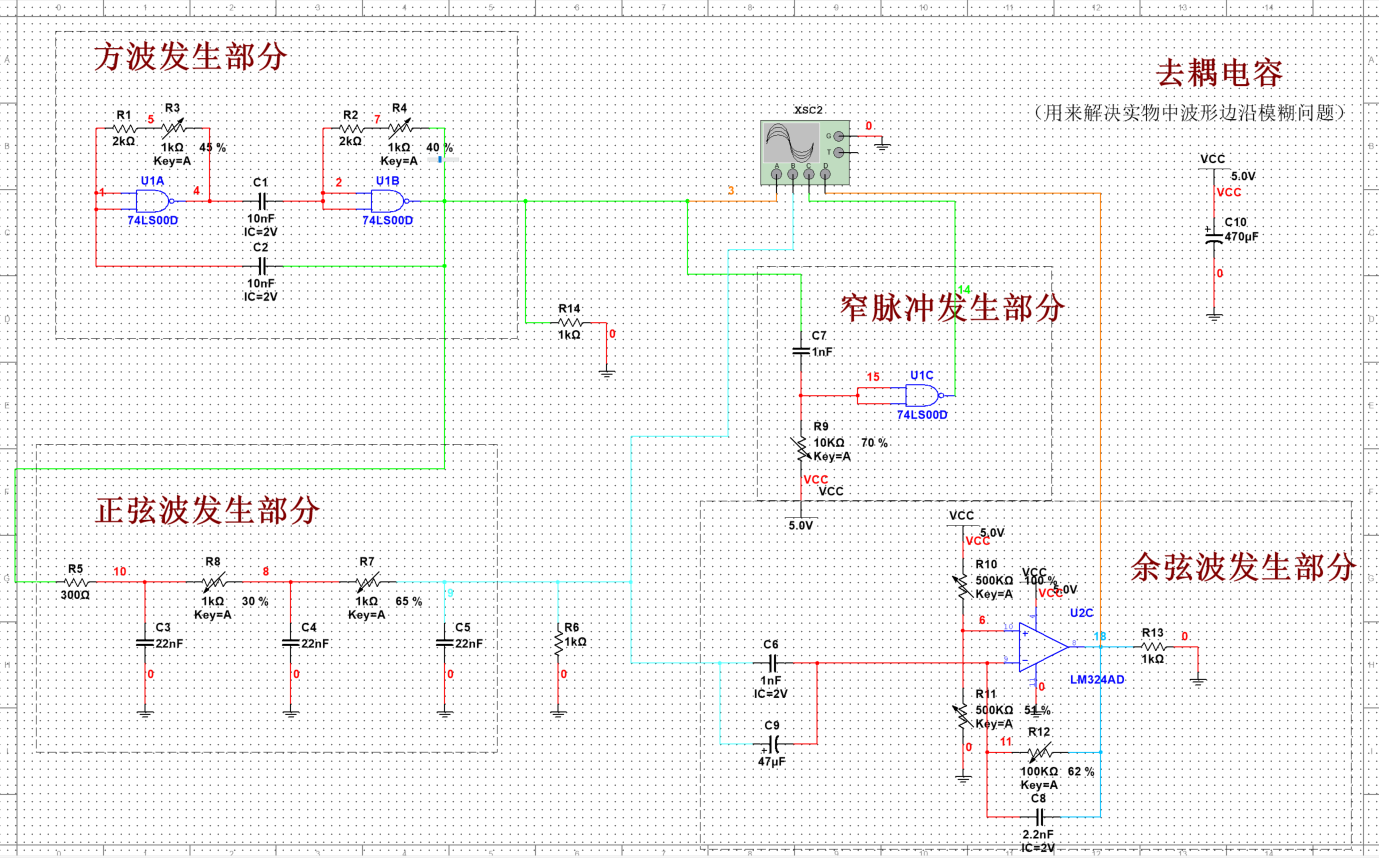 方波发生部分
去耦电容
（用来解决实物中波形边沿模糊问题）
R1
5
R3
2kΩ
1kΩ
45 %
Key=A
R2
7
R4
2kΩ
1kΩ
40 %
Key=A
U1A
1
4
74LS00D
C1
10nF
IC=2V
2
U1B
74LS00D
C2
10nF
IC=2V
XSC2
G
T
A
B
C
D
0
3
VCC
5.0V
VCC
C10
470µF
0
R14
1kΩ
0
窄脉冲发生部分
14
C7
1nF
15
U1C
74LS00D
R9
10KΩ
70 %
Key=A
VCC
VCC
5.0V
正弦波发生部分
R5
300Ω
10
R8
1kΩ
30 %
Key=A
8
R7
1kΩ
65 %
Key=A
9
C3
22nF
0
C4
22nF
0
C5
22nF
0
R6
1kΩ
0
余弦波发生部分
VCC
5.0V
VCC
R10
500KΩ
100 %
Key=A
VCC
5.0V
VCC
U2C
6
10
9
8
4
11
LM324AD
0
18
R13
1kΩ
0
C6
1nF
IC=2V
C9
47µF
R11
500KΩ
51 %
Key=A
0
11
R12
100KΩ
62 %
Key=A
C8
2.2nF
IC=2V